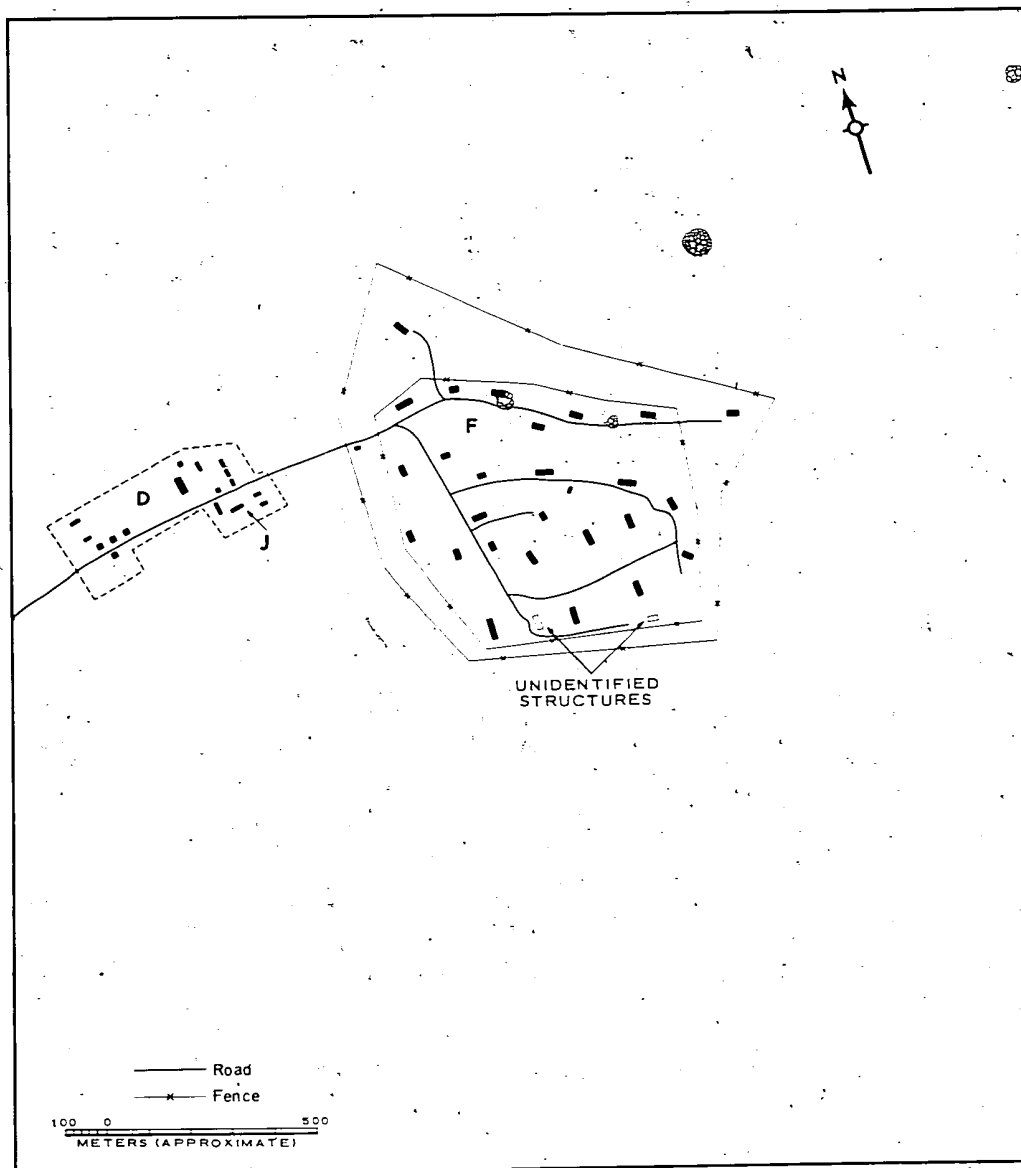 N
F
D
J
UNIDENTIFIED
STRUCTURES
Road
Fence
100 0 500
METERS (APPROXIMATE)